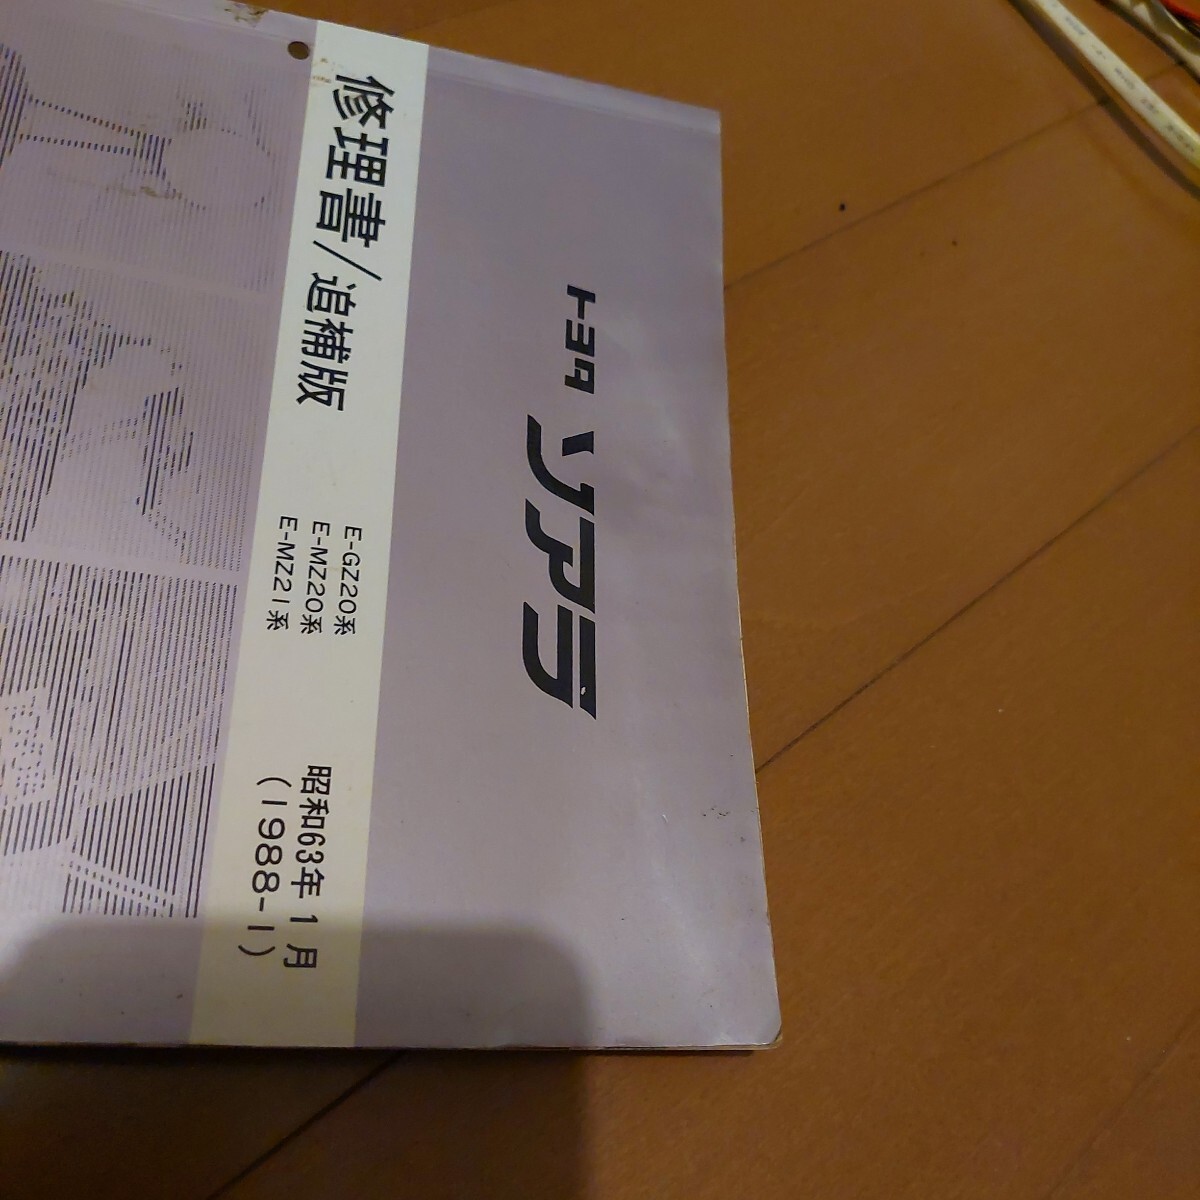 トヨタ
ソアラ
修理書/追補版
E-GZ20系
E-MZ20系
E-MZ21系
昭和63年1月
(1988-1)